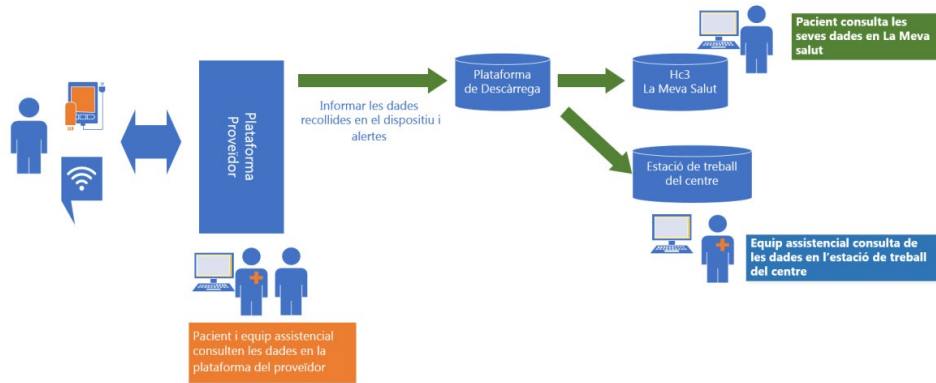 Plataforma
Proveïdor
Informar les dades
recollides en el dispositiu i
alertes
Plataforma
de Descàrrega
Hc3
La Meva Salut
Pacient consulta les
seves dades en La Meva
salut
Estació de treball
del centre
Equip assistencial consulta de
les dades en l'estació de treball
del centre
Pacient i equip assistencial
consulten les dades en la
plataforma del proveïdor